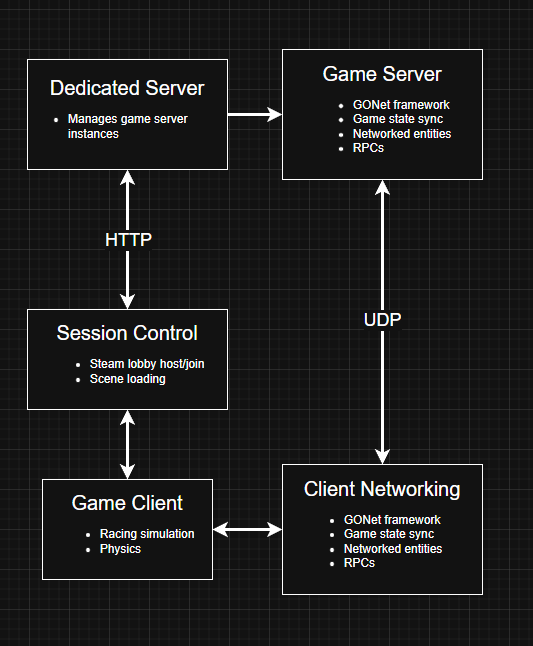 Dedicated Server
Manages game server
instances
Game Server
GONet framework
Game state sync
Networked entities
RPCs
HTTP
UDP
Session Control
Steam lobby host/join
Scene loading
Game Client
Racing simulation
Physics
Client Networking
GONet framework
Game state sync
Networked entities
RPCs